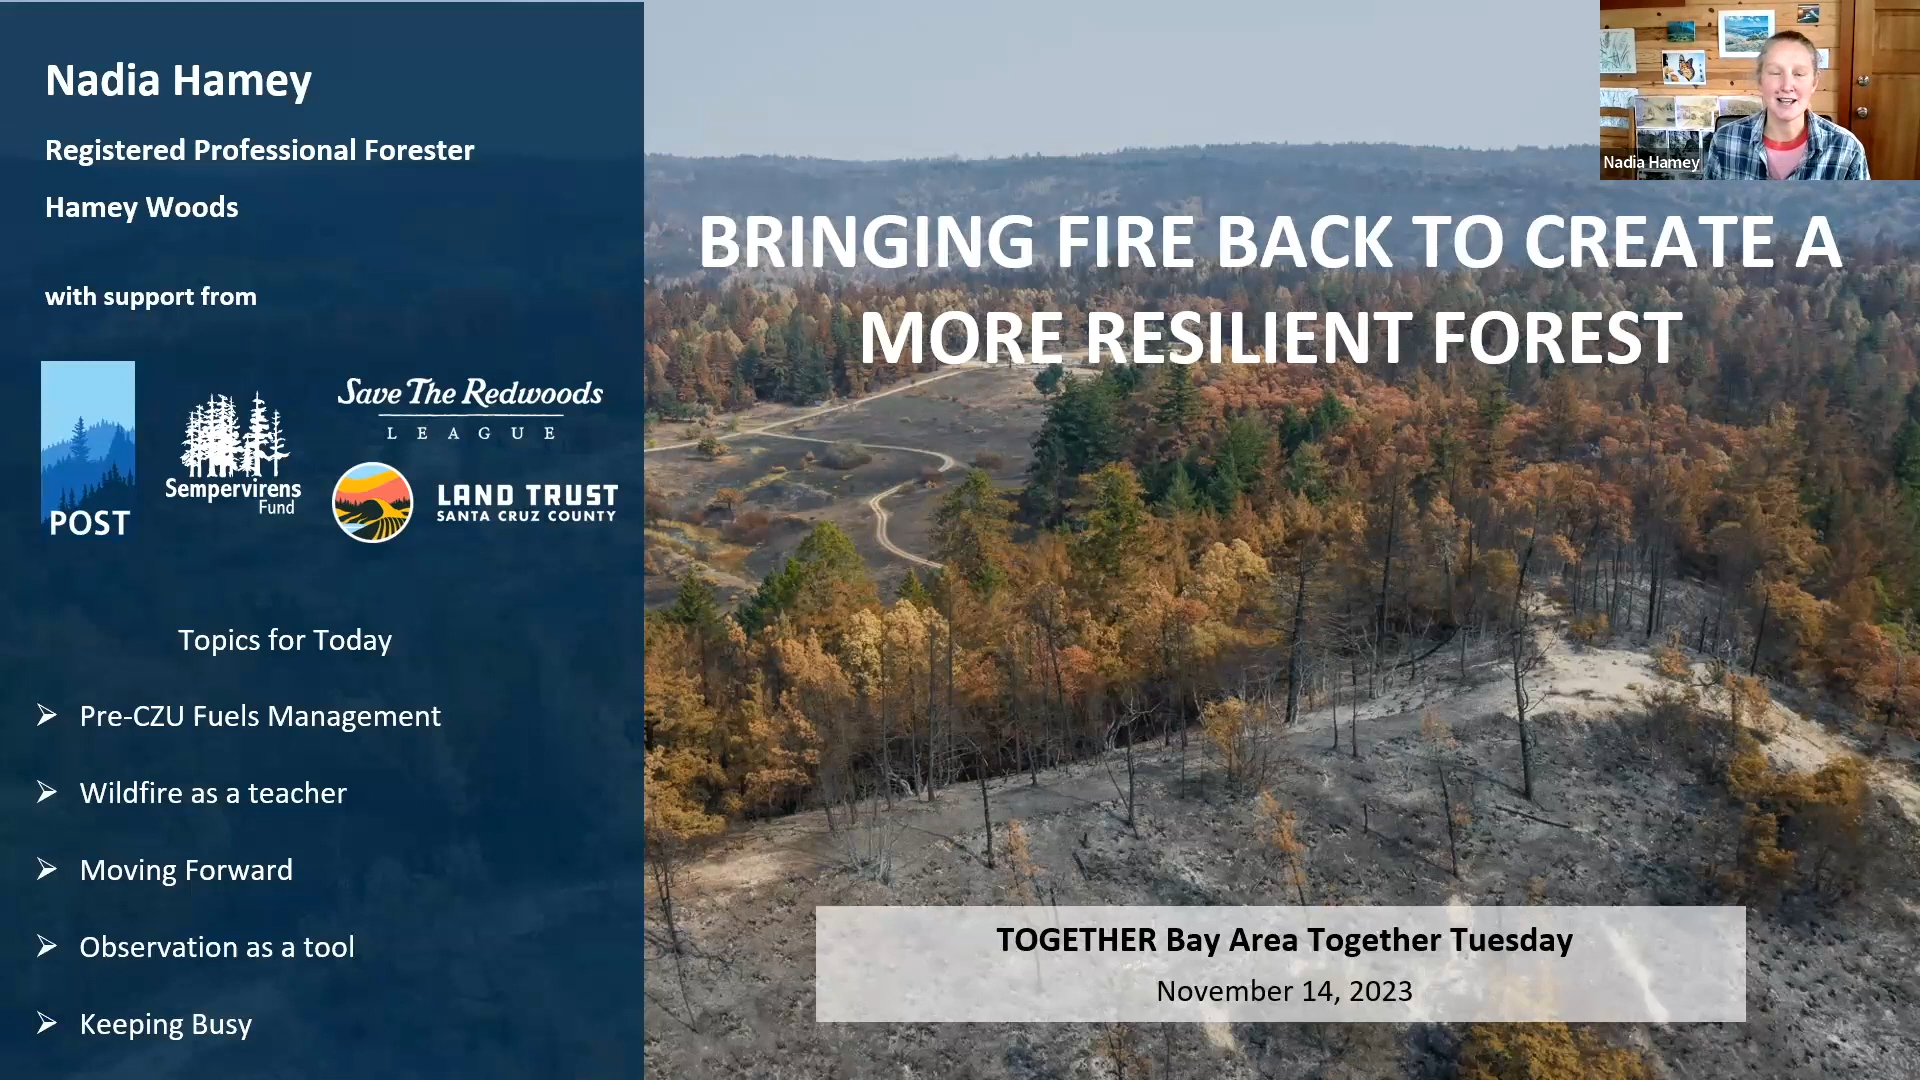 Nadia Hamey
Registered Professional Forester
Hamey Woods
with support from
POST
Sempervirens
Fund
Save The Redwoods
LEAGUE
LAND TRUST
SANTA CRUZ COUNTY
Topics for Today
Pre-CZU Fuels Management
Wildfire as a teacher
Moving Forward
Observation as a tool
Keeping Busy
BRINGING FIRE BACK TO CREATE A
MORE RESILIENT FOREST
TOGETHER Bay Area Together Tuesday
November 14, 2023
Nadia Hamey